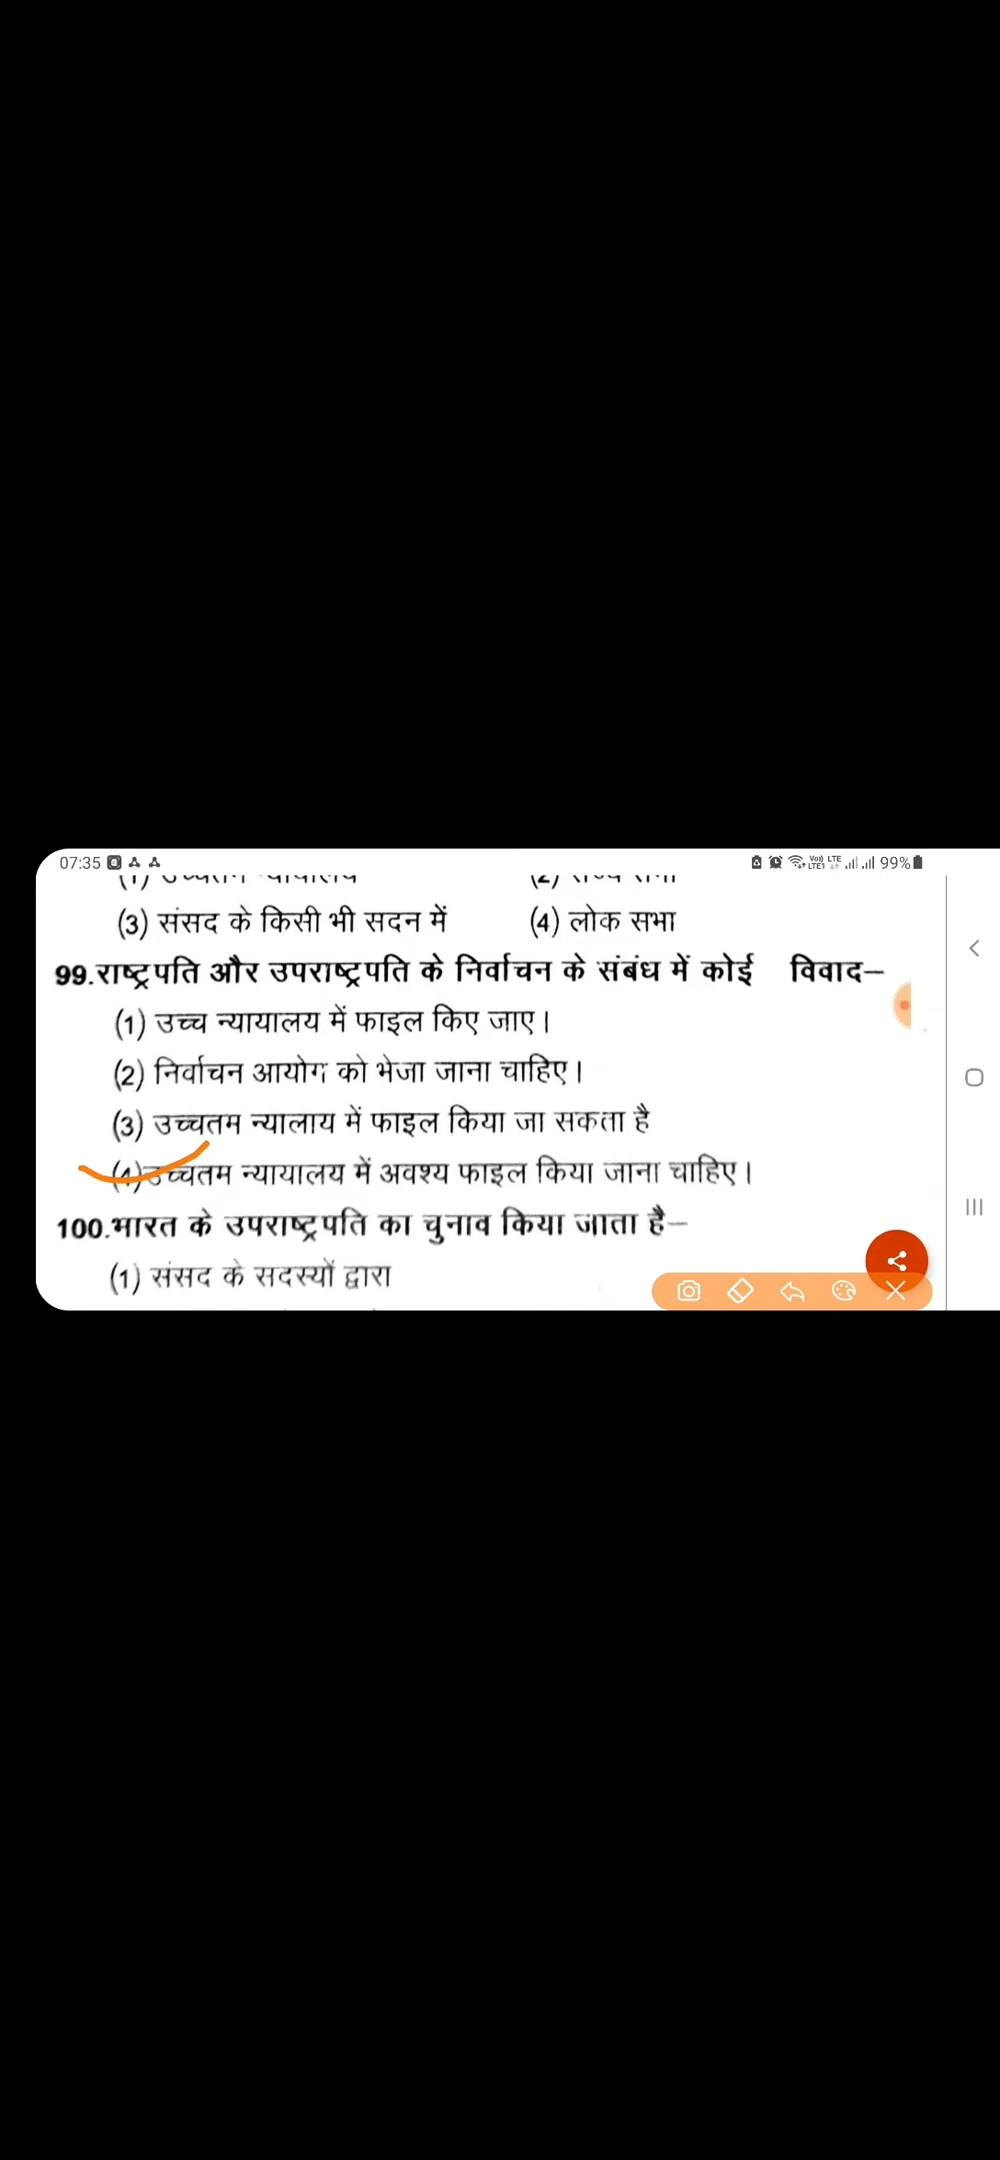 07:35 99%
(3) संसद के किसी भी सदन में (4) लोक सभा
99.राष्ट्रपति और उपराष्ट्रपति के निर्वाचन के संबंध में कोई विवाद–
(1) उच्च न्यायालय में फाइल किए जाए।
(2) निर्वाचन आयोग को भेजा जाना चाहिए।
(3) उच्चतम न्यालाय में फाइल किया जा सकता है
(4) उच्चतम न्यायालय में अवश्य फाइल किया जाना चाहिए।
100.भारत के उपराष्ट्रपति का चुनाव किया जाता है–
(1) संसद के सदस्यों द्वारा